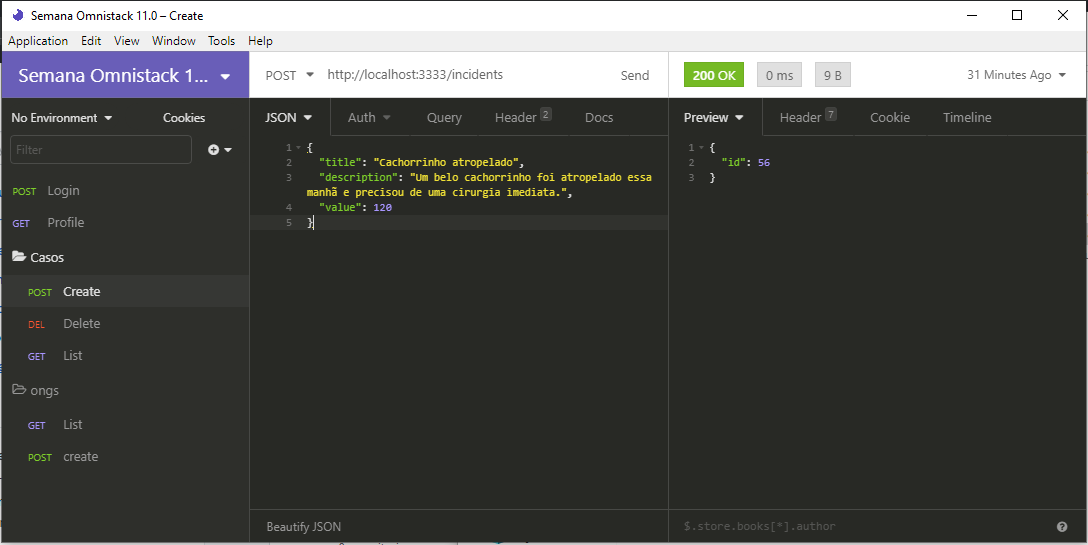 Semana Omnistack 11.0 – Create
Application Edit View Window Tools Help
Semana Omnistack 1...
POST http://localhost:3333/incidents Send
200 OK 0 ms 9 B 31 Minutes Ago
No Environment Cookies
JSON Auth Query Header 2 Docs
Preview Header 7 Cookie Timeline
Filter
POST Login
GET Profile
Casos
POST Create
DEL Delete
GET List
ongs
GET List
POST create
1 {
2 "title": "Cachorrinho atropelado",
3 "description": "Um belo cachorrinho foi atropelado essa
manhã e precisou de uma cirurgia imediata.",
4 "value": 120
5 }
1 {
2 "id": 56
3 }
Beautify JSON
$.store.books[*].author